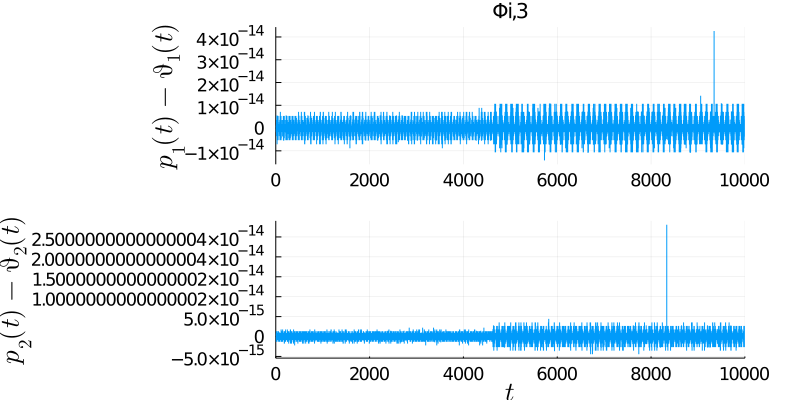 Φi,3
p₁(t) − ϑ₁(t)
4×10⁻¹⁴
3×10⁻¹⁴
2×10⁻¹⁴
1×10⁻¹⁴
0
−1×10⁻¹⁴
0 2000 4000 6000 8000 10000
p₂(t) − ϑ₂(t)
2.5000000000000004×10⁻¹⁴
2.0000000000000004×10⁻¹⁴
1.5000000000000002×10⁻¹⁴
1.0000000000000002×10⁻¹⁴
5.0×10⁻¹⁵
0
−5.0×10⁻¹⁵
0 2000 4000 6000 8000 10000
t